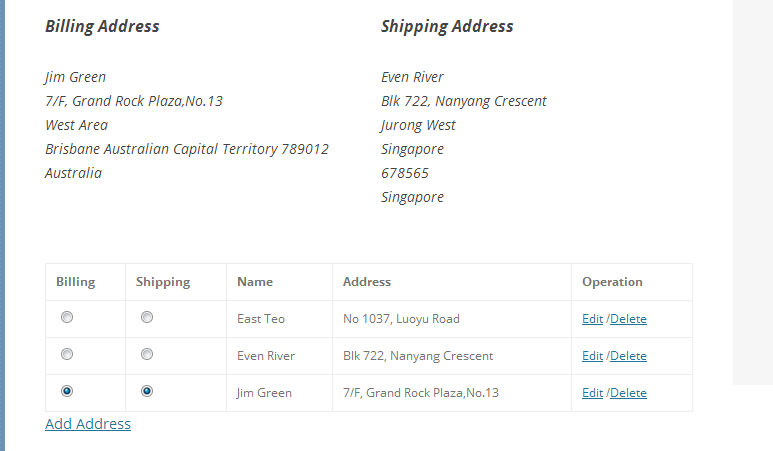 Billing Address
Jim Green
7/F, Grand Rock Plaza,No.13
West Area
Brisbane Australian Capital Territory 789012
Australia
Shipping Address
Even River
Blk 722, Nanyang Crescent
Jurong West
Singapore
678565
Singapore
Billing Shipping Name Address Operation
East Teo No 1037, Luoyu Road Edit /Delete
Even River Blk 722, Nanyang Crescent Edit /Delete
Jim Green 7/F, Grand Rock Plaza,No.13 Edit /Delete
Add Address